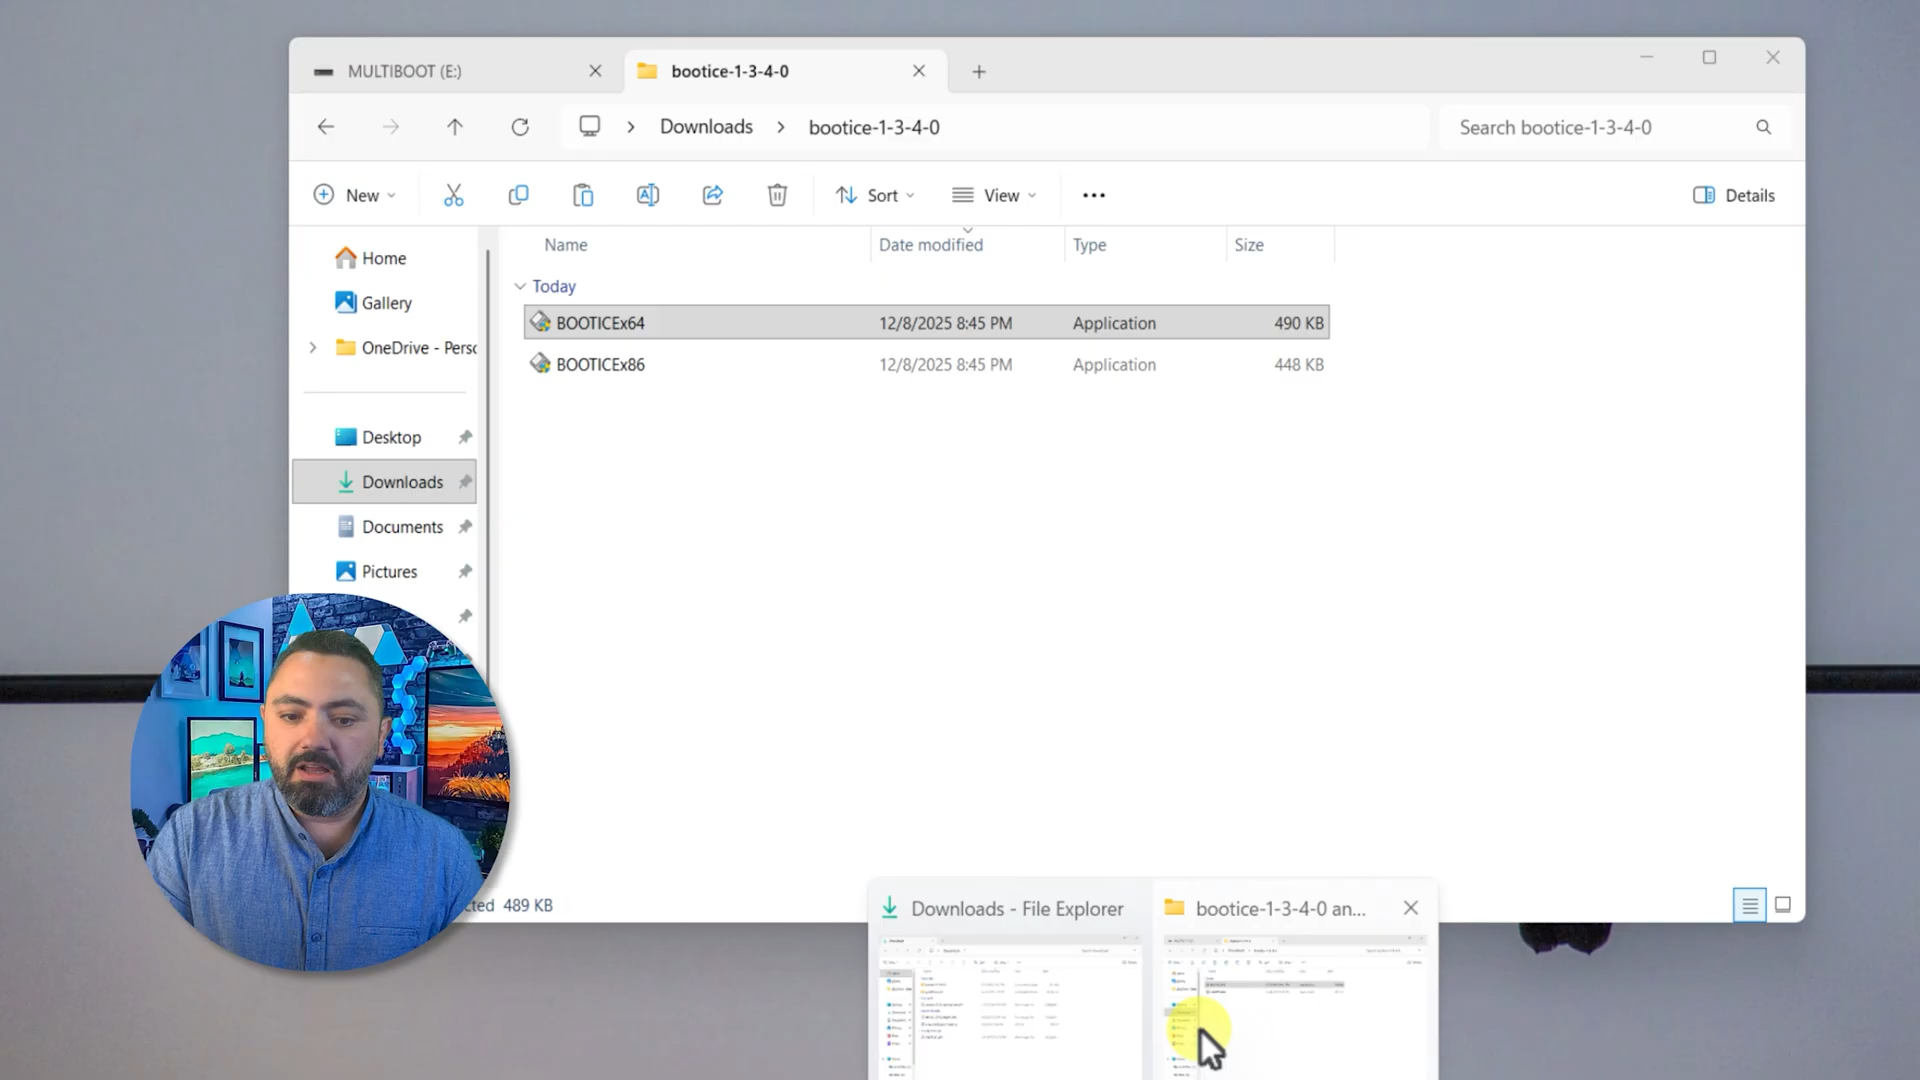 MULTIBOOT (E:)
bootice-1-3-4-0
Downloads
bootice-1-3-4-0
Search bootice-1-3-4-0
New
Sort
View
Details
Name
Date modified
Type
Size
Home
Gallery
OneDrive - Perso
Desktop
Downloads
Documents
Pictures
Today
BOOTICEx64
12/8/2025 8:45 PM
Application
490 KB
BOOTICEx86
12/8/2025 8:45 PM
Application
448 KB
cted 489 KB
Downloads - File Explorer
bootice-1-3-4-0 an...